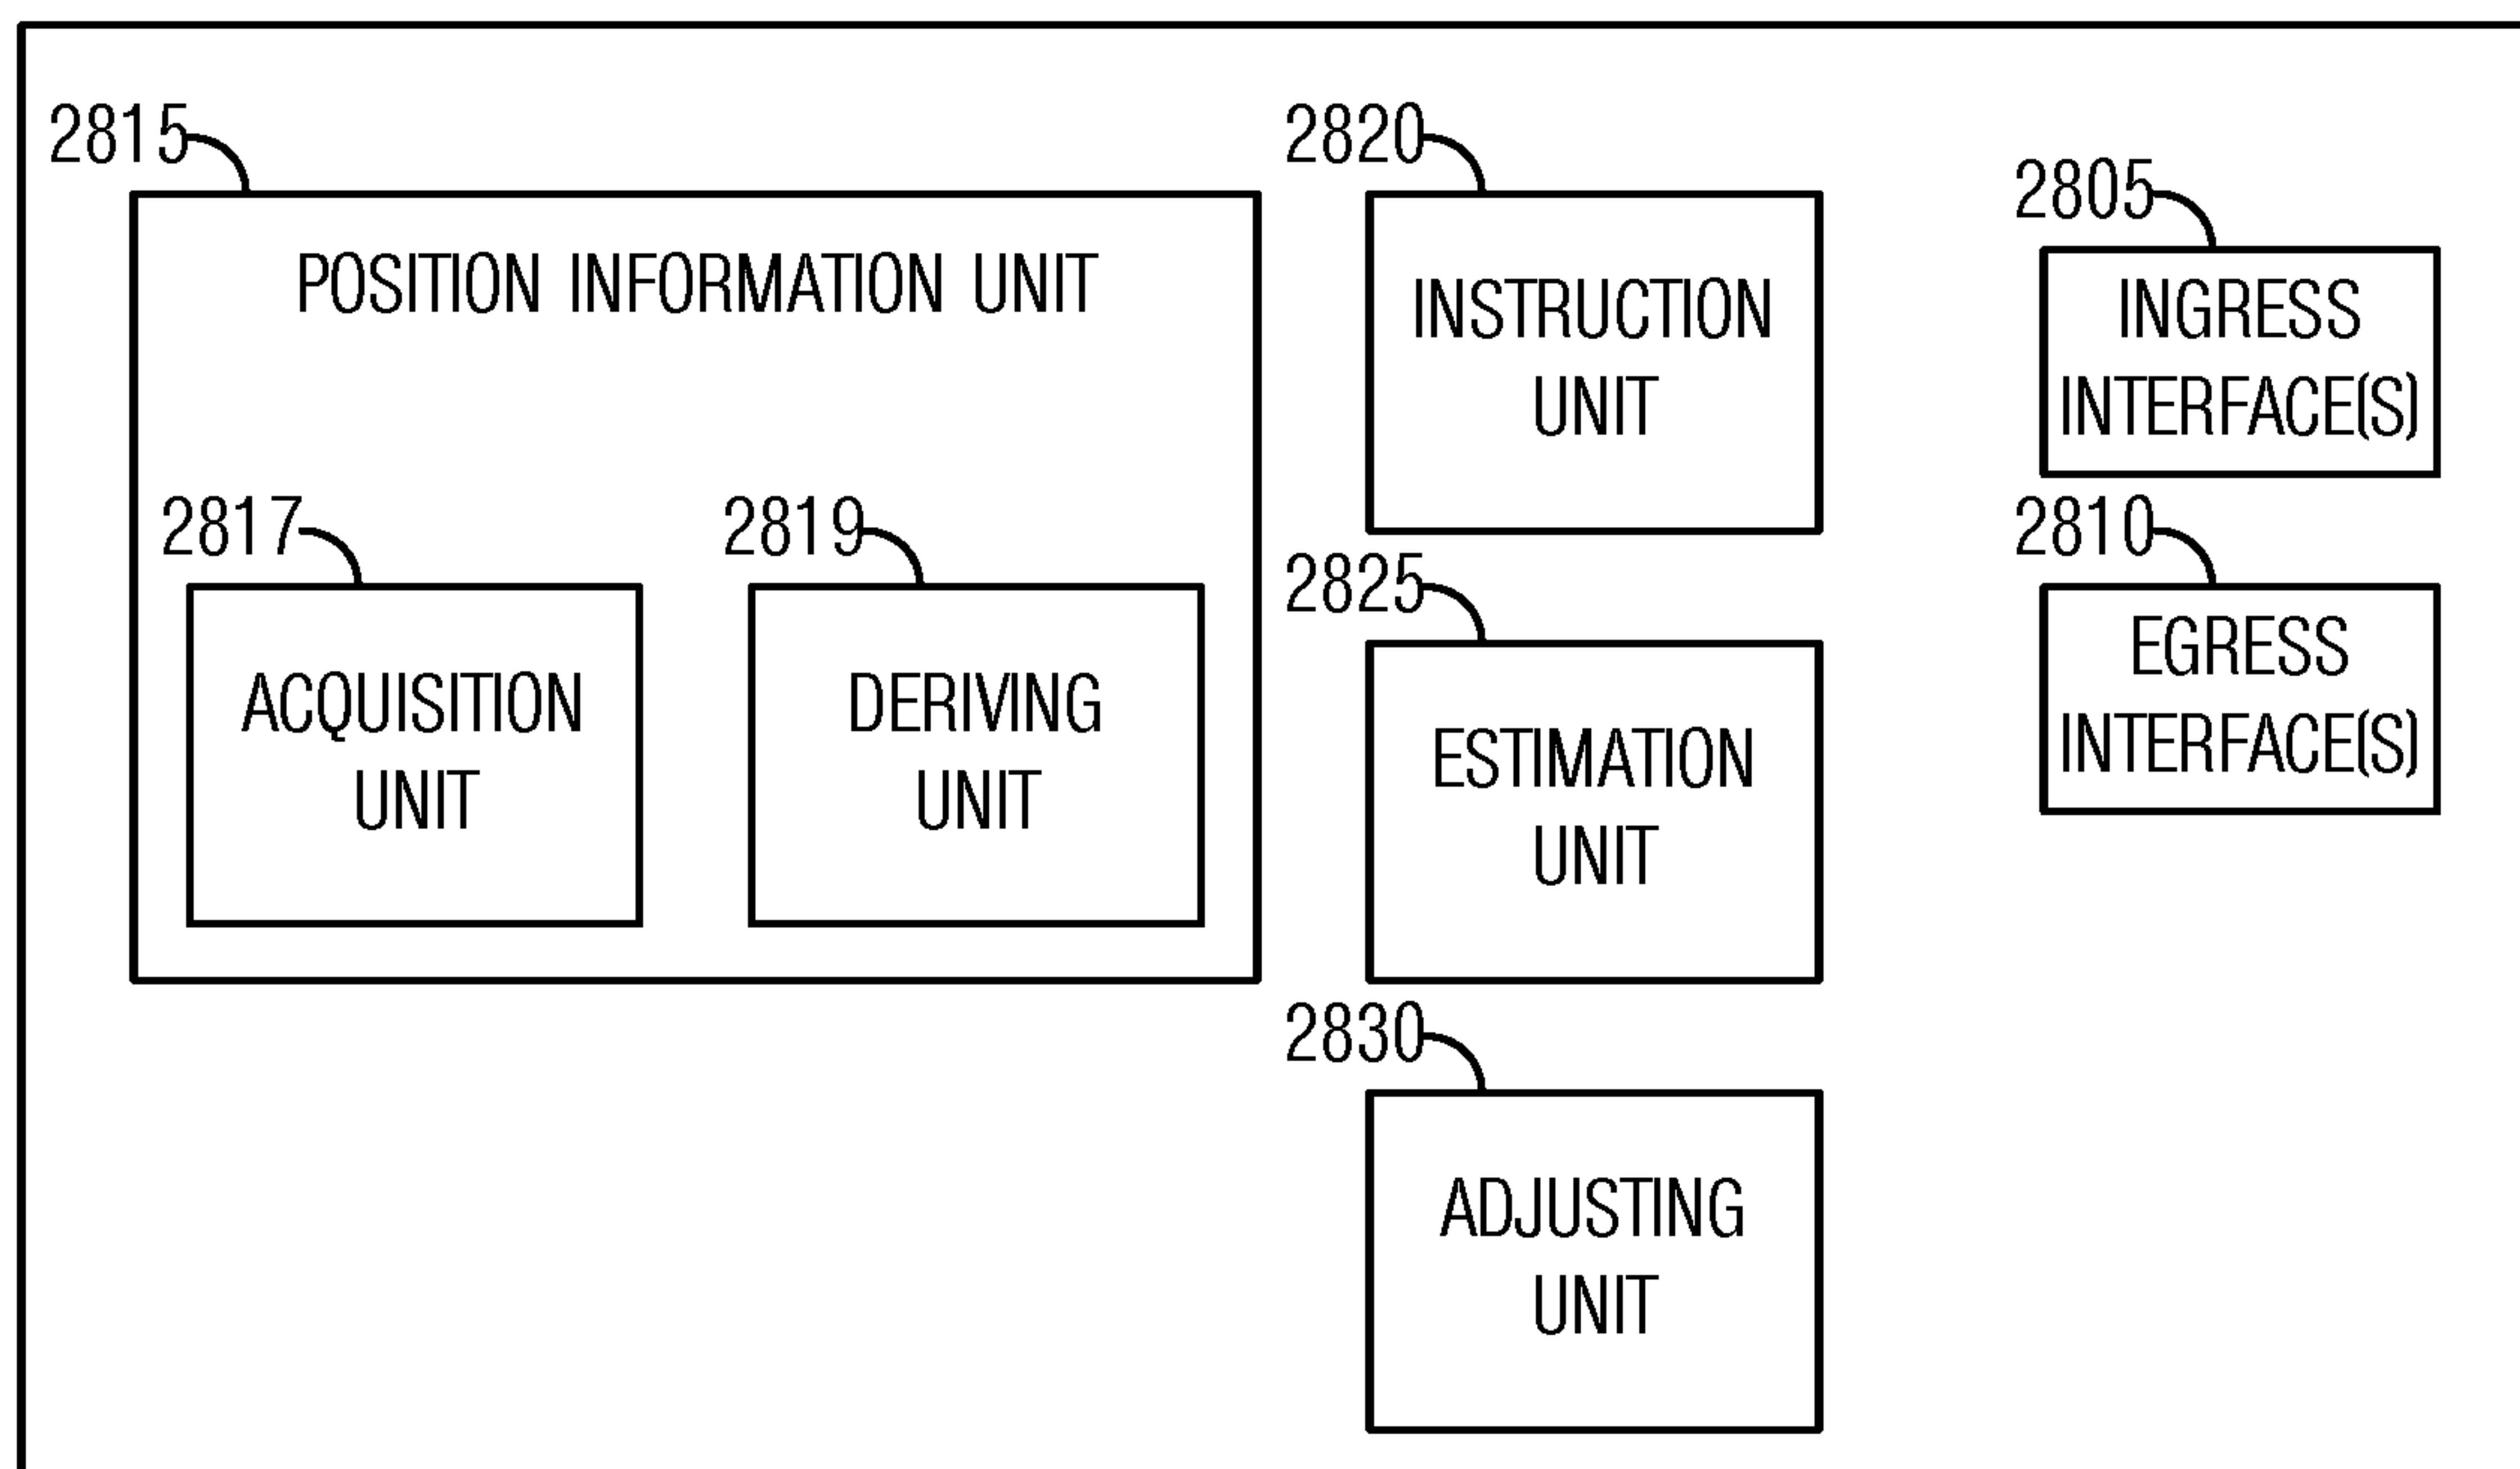 2815
POSITION INFORMATION UNIT
2817
ACQUISITION
UNIT
2819
DERIVING
UNIT
2820
INSTRUCTION
UNIT
2825
ESTIMATION
UNIT
2830
ADJUSTING
UNIT
2805
INGRESS
INTERFACE(S)
2810
EGRESS
INTERFACE(S)